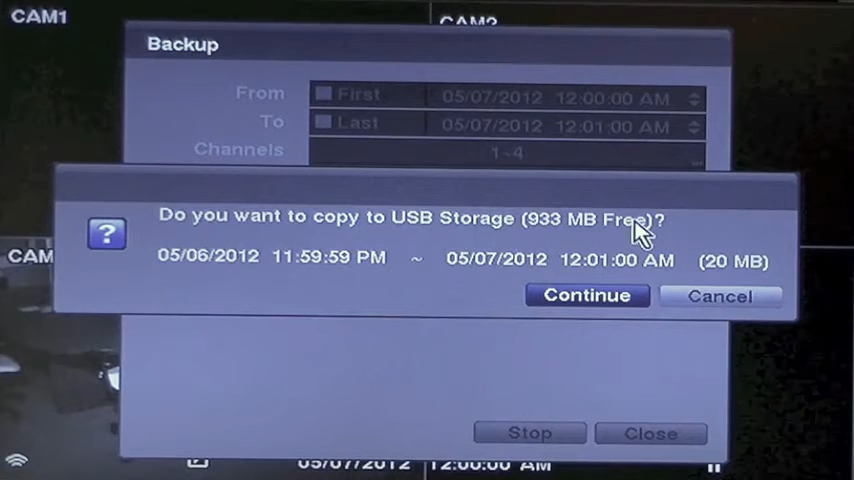 CAM1
CAM2
Backup
From First 05/07/2012 12:00:00 AM
To Last 05/07/2012 12:01:00 AM
Channels 1~4
?
Do you want to copy to USB Storage (933 MB Free)?
05/06/2012 11:59:59 PM ~ 05/07/2012 12:01:00 AM (20 MB)
CAM
Continue Cancel
Stop Close
05/07/2012 12:00:00 AM